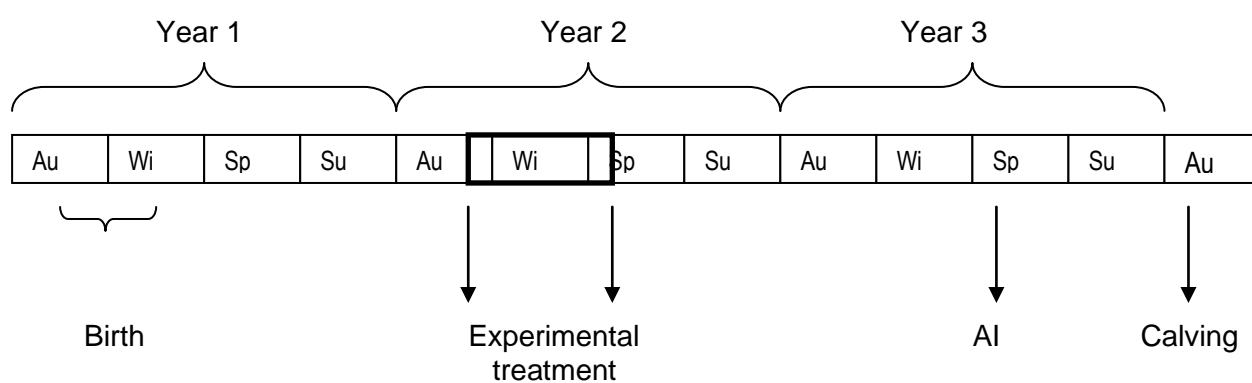 Year 1 Year 2 Year 3
Au Wi Sp Su Au Wi Sp Su Au Wi Sp Su Au
Birth Experimental AI Calving
treatment